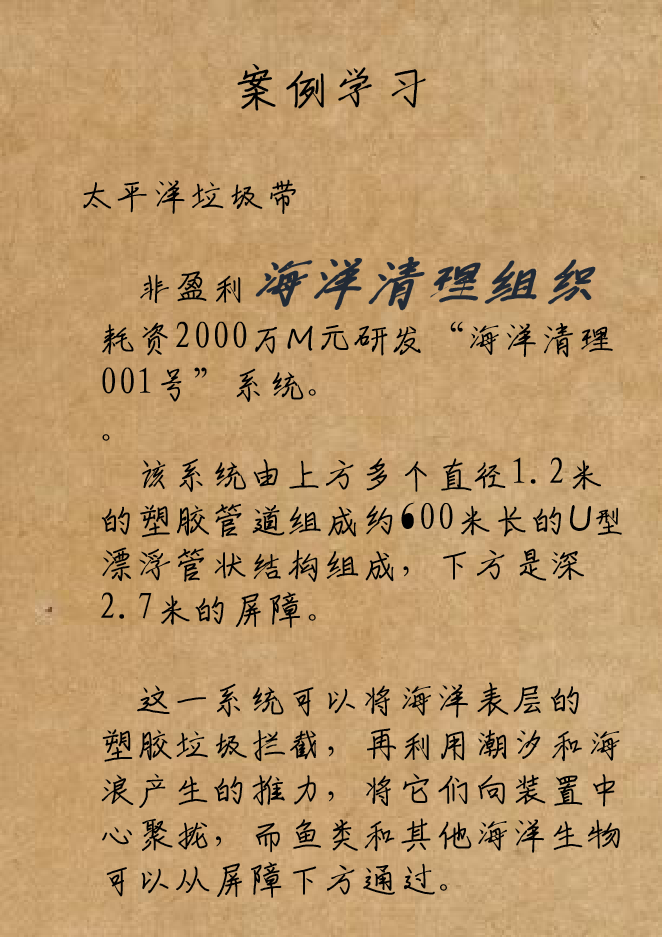 案例学习
太平洋垃圾带
非盈利海洋清理组织
耗资2000万M元研发“海洋清理
001号”系统。
。
该系统由上方多个直径1.2米
的塑胶管道组成约600米长的U型
漂浮管状结构组成，下方是深
2.7米的屏障。
这一系统可以将海洋表层的
塑胶垃圾拦截，再利用潮汐和海
浪产生的推力，将它们向装置中
心聚拢，而鱼类和其他海洋生物
可以从屏障下方通过。